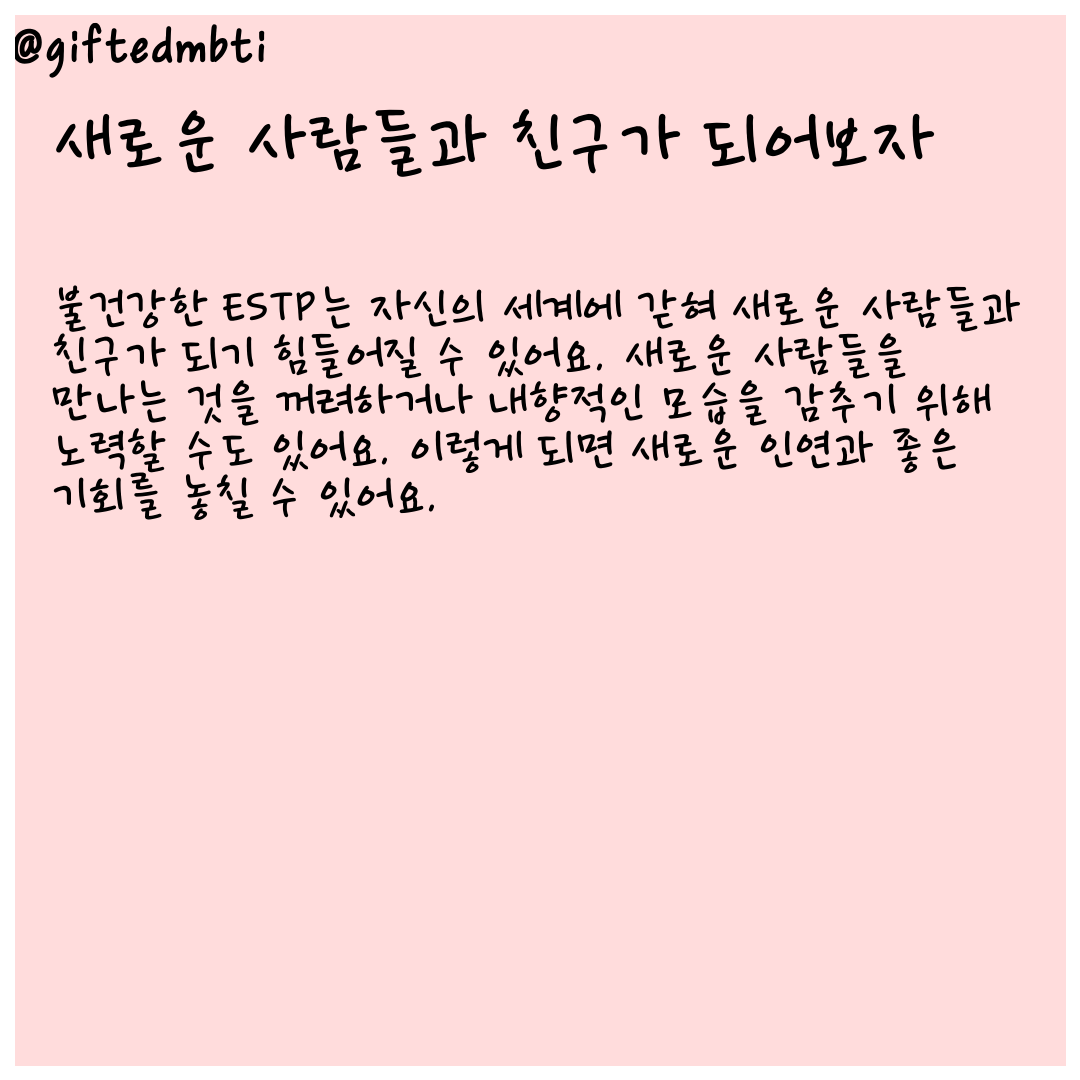 @giftedmbti
새로운 사람들과 친구가 되어보자
불건강한 ESTP는 자신의 세계에 갇혀 새로운 사람들과
친구가 되기 힘들어질 수 있어요. 새로운 사람들을
만나는 것을 꺼려하거나 내향적인 모습을 감추기 위해
노력할 수도 있어요. 이렇게 되면 새로운 인연과 좋은
기회를 놓칠 수 있어요.